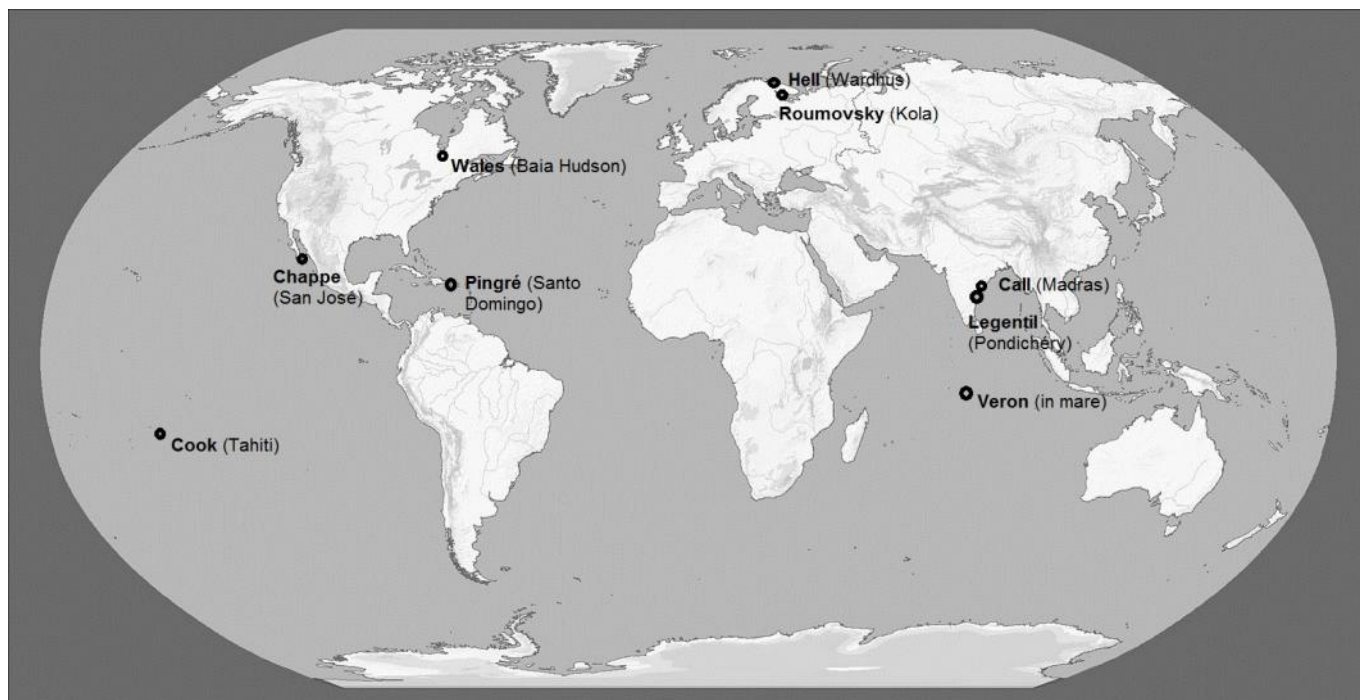 Hell (Wardhus)
Roumovsky (Kola)
Wales (Baia Hudson)
Chappe
(San José)
Pingré (Santo
Domingo)
Call (Madras)
Legentil
(Pondichéry)
Veron (in mare)
Cook (Tahiti)